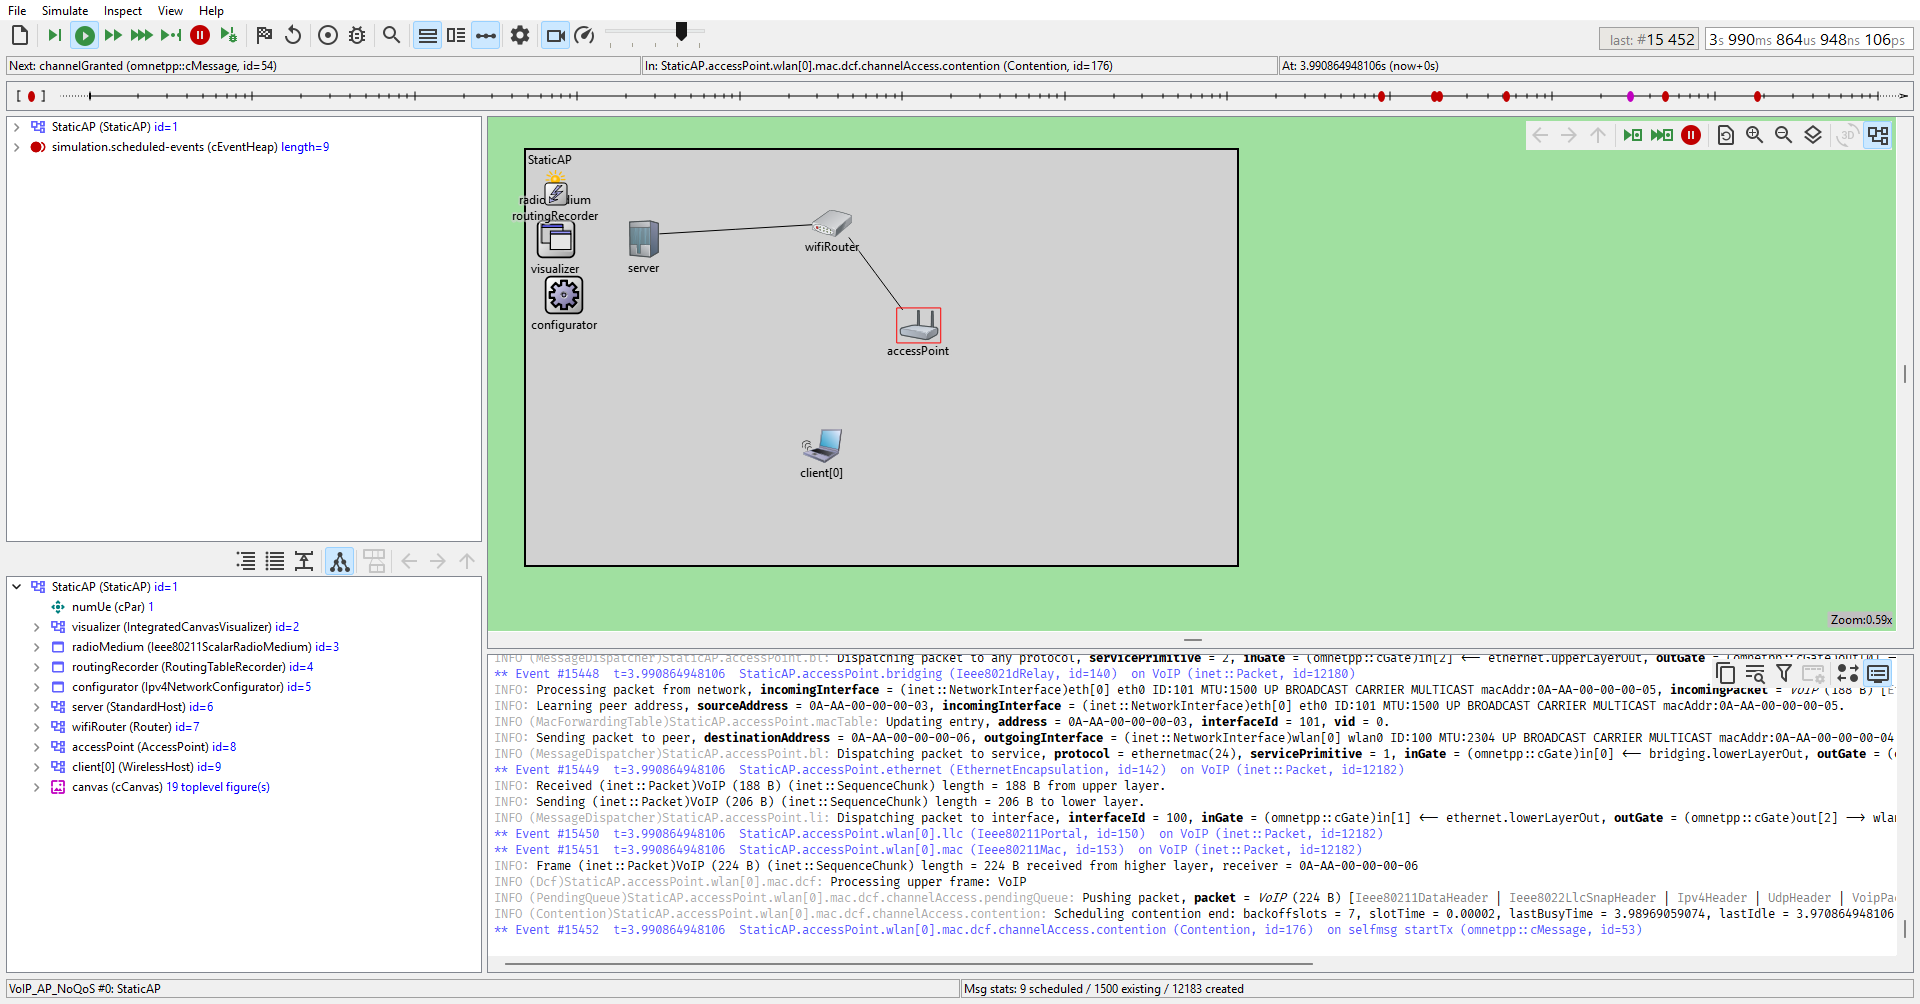 File Simulate Inspect View Help
last: #15 452 3s 990ms 864us 948ns 106ps
Next: channelGranted (omnetpp::cMessage, id=54) In: StaticAP.accessPoint.wlan[0].mac.dcf.channelAccess.contention (Contention, id=176) At: 3.990864948106s (now+0s)
StaticAP (StaticAP) id=1
simulation.scheduled-events (cEventHeap) length=9
3D
StaticAP
routingRecorder
visualizer
configurator
server
wifiRouter
accessPoint
client[0]
Zoom:0.59x
StaticAP (StaticAP) id=1
numUe (cPar) 1
visualizer (IntegratedCanvasVisualizer) id=2
radioMedium (Ieee80211ScalarRadioMedium) id=3
routingRecorder (RoutingTableRecorder) id=4
configurator (Ipv4NetworkConfigurator) id=5
server (StandardHost) id=6
wifiRouter (Router) id=7
accessPoint (AccessPoint) id=8
client[0] (WirelessHost) id=9
canvas (cCanvas) 19 toplevel figure(s)
INFO (MessageDispatcher)StaticAP.accessPoint.bl: Dispatching packet to any protocol, servicePrimitive = 2, inGate = (omnetpp::cGate)in[2] <-- ethernet.upperLayerOut, outGate = (omnetpp::cGate)out[0]
** Event #15448 t=3.990864948106 StaticAP.accessPoint.bridging (Ieee8021dRelay, id=140) on VoIP (inet::Packet, id=12180)
INFO: Processing packet from network, incomingInterface = (inet::NetworkInterface)eth[0] eth0 ID:101 MTU:1500 UP BROADCAST CARRIER MULTICAST macAddr:0A-AA-00-00-00-05, incomingPacket = VoIP (188 B)
INFO: Learning peer address, sourceAddress = 0A-AA-00-00-00-03, incomingInterface = (inet::NetworkInterface)eth[0] eth0 ID:101 MTU:1500 UP BROADCAST CARRIER MULTICAST macAddr:0A-AA-00-00-00-05.
INFO (MacForwardingTable)StaticAP.accessPoint.macTable: Updating entry, address = 0A-AA-00-00-00-03, interfaceId = 101, vid = 0.
INFO: Sending packet to peer, destinationAddress = 0A-AA-00-00-00-06, outgoingInterface = (inet::NetworkInterface)wlan[0] wlan0 ID:100 MTU:2304 UP BROADCAST CARRIER MULTICAST macAddr:0A-AA-00-00-00-04
INFO (MessageDispatcher)StaticAP.accessPoint.bl: Dispatching packet to service, protocol = ethernetmac(24), servicePrimitive = 1, inGate = (omnetpp::cGate)in[0] <-- bridging.lowerLayerOut, outGate = (
** Event #15449 t=3.990864948106 StaticAP.accessPoint.ethernet (EthernetEncapsulation, id=142) on VoIP (inet::Packet, id=12182)
INFO: Received (inet::Packet)VoIP (188 B) (inet::SequenceChunk) length = 188 B from upper layer.
INFO: Sending (inet::Packet)VoIP (206 B) (inet::SequenceChunk) length = 206 B to lower layer.
INFO (MessageDispatcher)StaticAP.accessPoint.li: Dispatching packet to interface, interfaceId = 100, inGate = (omnetpp::cGate)in[1] <-- ethernet.lowerLayerOut, outGate = (omnetpp::cGate)out[2] --> wlan
** Event #15450 t=3.990864948106 StaticAP.accessPoint.wlan[0].llc (Ieee80211Portal, id=150) on VoIP (inet::Packet, id=12182)
** Event #15451 t=3.990864948106 StaticAP.accessPoint.wlan[0].mac (Ieee80211Mac, id=153) on VoIP (inet::Packet, id=12182)
INFO: Frame (inet::Packet)VoIP (224 B) (inet::SequenceChunk) length = 224 B received from higher layer, receiver = 0A-AA-00-00-00-06
INFO (Dcf)StaticAP.accessPoint.wlan[0].mac.dcf: Processing upper frame: VoIP
INFO (PendingQueue)StaticAP.accessPoint.wlan[0].mac.dcf.channelAccess.pendingQueue: Pushing packet, packet = VoIP (224 B) [Ieee80211DataHeader | Ieee8022LlcSnapHeader | Ipv4Header | UdpHeader | VoipPa
INFO (Contention)StaticAP.accessPoint.wlan[0].mac.dcf.channelAccess.contention: Scheduling contention end: backoffslots = 7, slotTime = 0.00002, lastBusyTime = 3.98969059074, lastIdle = 3.970864948106
** Event #15452 t=3.990864948106 StaticAP.accessPoint.wlan[0].mac.dcf.channelAccess.contention (Contention, id=176) on selfmsg startTx (omnetpp::cMessage, id=53)
VoIP_AP_NoQoS #0: StaticAP Msg stats: 9 scheduled / 1500 existing / 12183 created